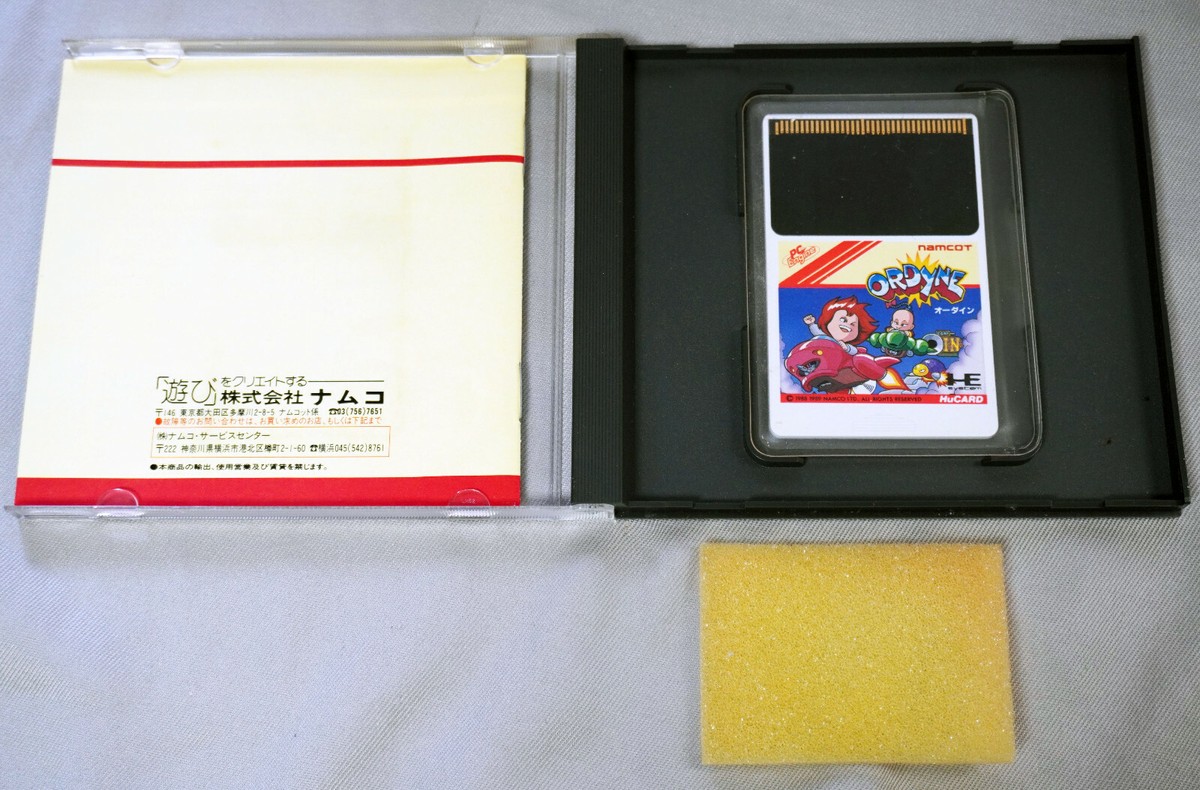 「遊び」をクリエイトする
株式会社 ナムコ
〒146 東京都大田区多摩川2-8-5 ナムコット係 ☎03(756)7651
●故障等のお問い合わせは、お買い求めのお店、もしくは下記まで
㈱ナムコ・サービスセンター
〒222 神奈川県横浜市港北区樽町2-1-60 ☎横浜045(542)8761
●本商品の輸出、使用営業及び賃貸を禁じます。
PC Engine
namcot
ORDYNE
オーダイン
IN
HE
SYSTEM
© 1988 1989 NAMCO LTD., ALL RIGHTS RESERVED
HuCARD